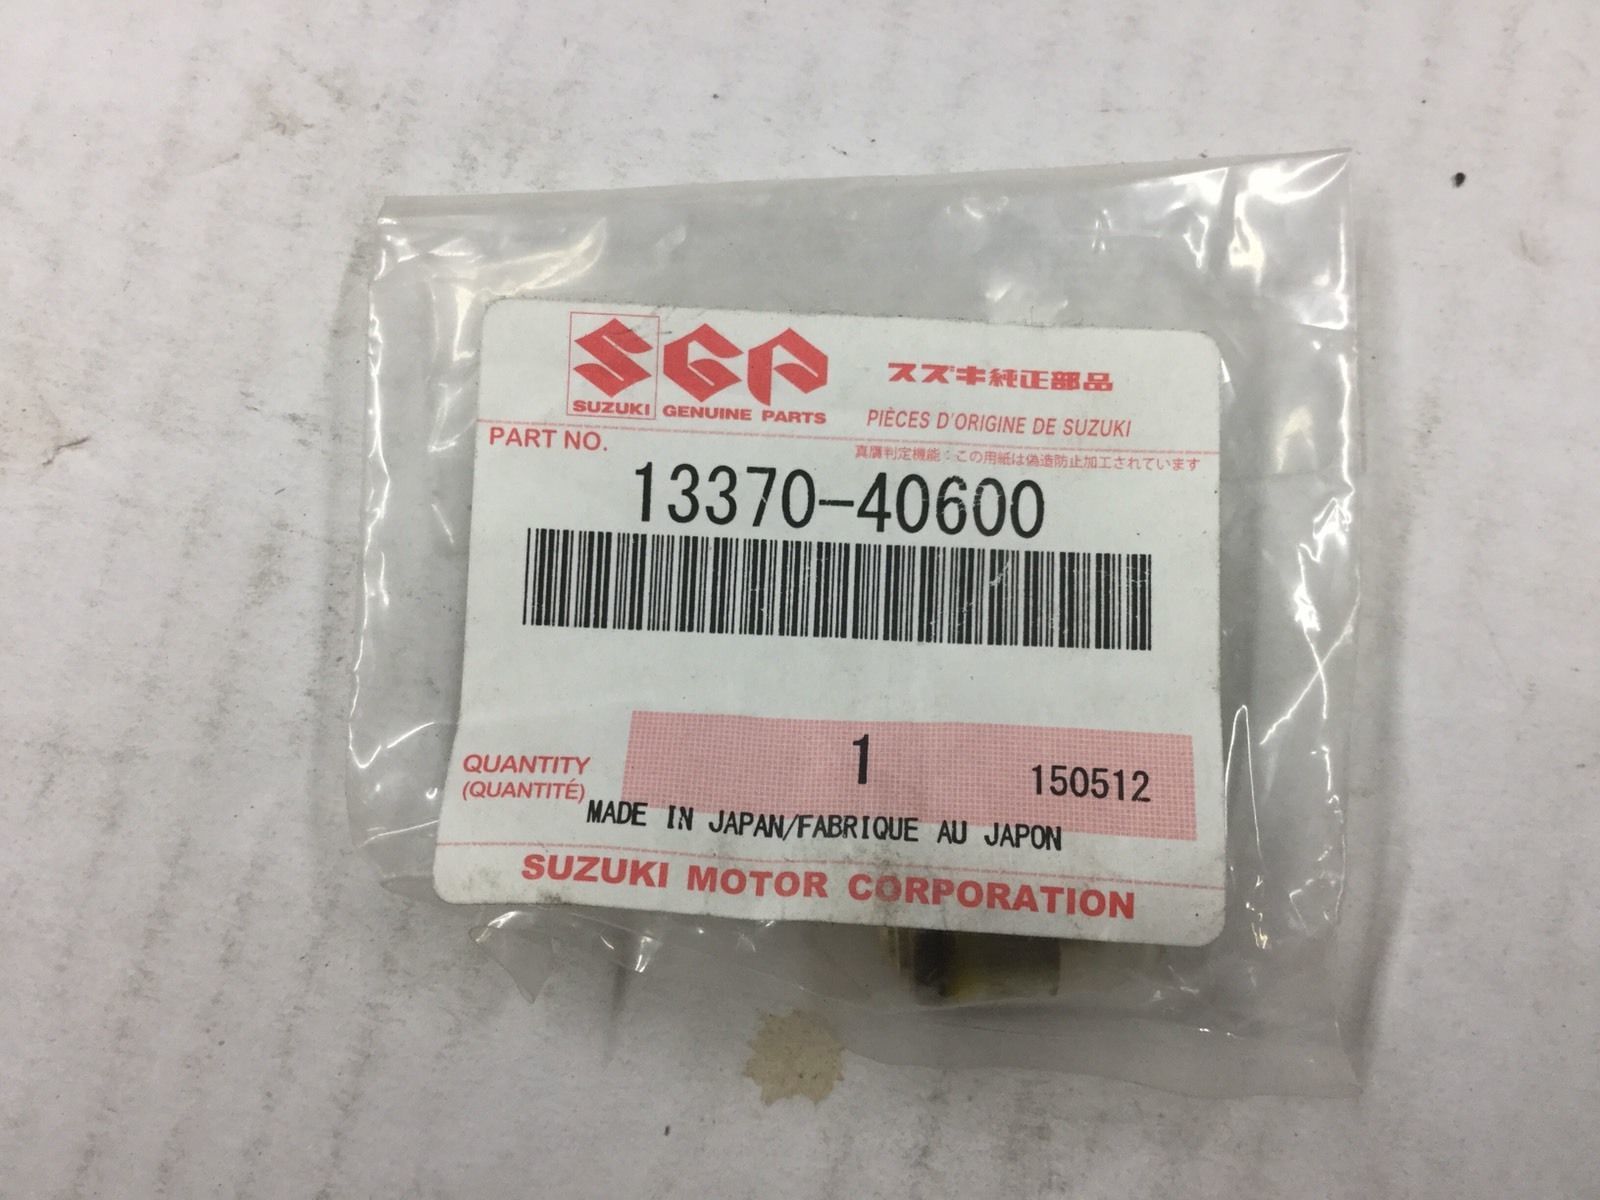 SGP
SUZUKI GENUINE PARTS
スズキ純正部品
PIÈCES D'ORIGINE DE SUZUKI
PART NO.
真贋判定機能：この用紙は偽造防止加工されています
13370-40600
QUANTITY
(QUANTITÉ)
1
150512
MADE IN JAPAN/FABRIQUE AU JAPON
SUZUKI MOTOR CORPORATION